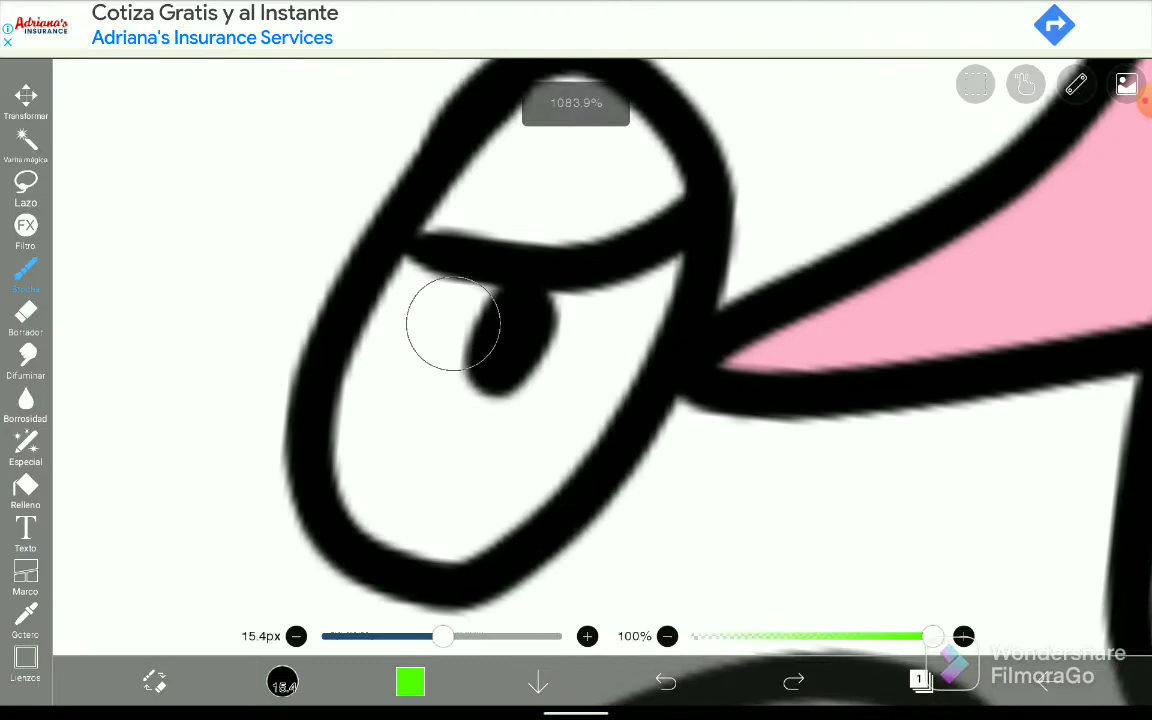 Adriana's
INSURANCE
Cotiza Gratis y al Instante
Adriana's Insurance Services
1083.9%
Transformar
Varita mágica
Lazo
FX
Filtro
Brocha
Borrador
Difuminar
Borrosidad
Especial
Relleno
T
Texto
Marco
Gotero
Lienzos
15.4px
100%
15.4
1
Wondershare
FilmoraGo